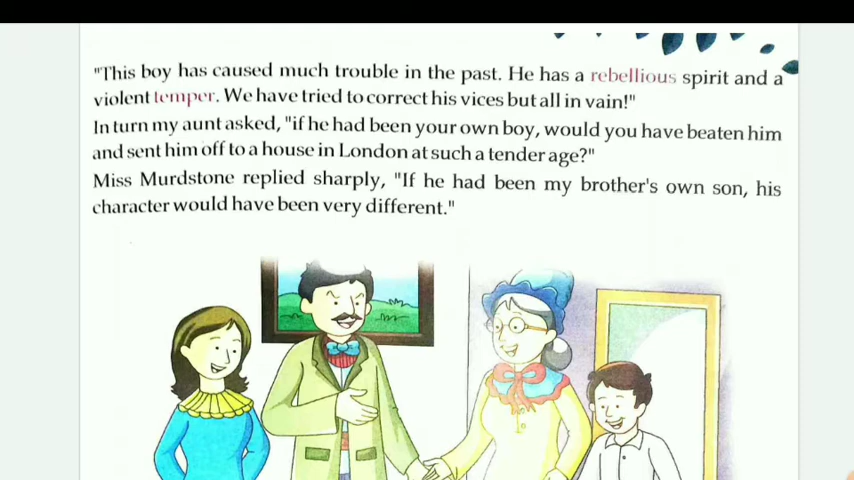 "This boy has caused much trouble in the past. He has a rebellious spirit and a
violent temper. We have tried to correct his vices but all in vain!"
In turn my aunt asked, "if he had been your own boy, would you have beaten him
and sent him off to a house in London at such a tender age?"
Miss Murdstone replied sharply, "If he had been my brother's own son, his
character would have been very different."